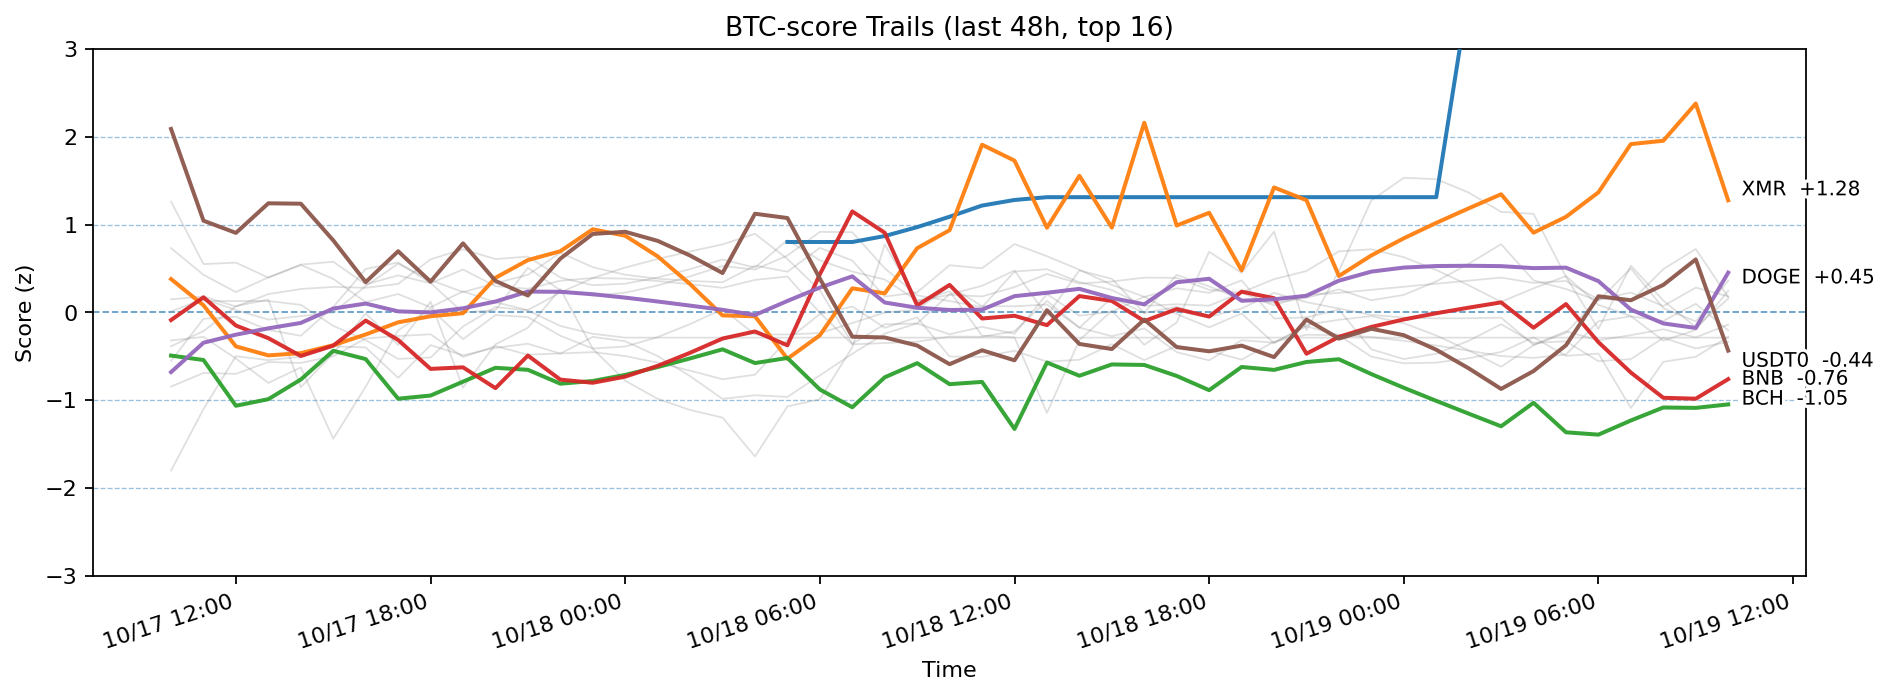 BTC-score Trails (last 48h, top 16)
Score (z)
3
2
1
0
−1
−2
−3
XMR +1.28
DOGE +0.45
USDT0 -0.44
BNB -0.76
BCH -1.05
10/17 12:00
10/17 18:00
10/18 00:00
10/18 06:00
10/18 12:00
10/18 18:00
10/19 00:00
10/19 06:00
10/19 12:00
Time